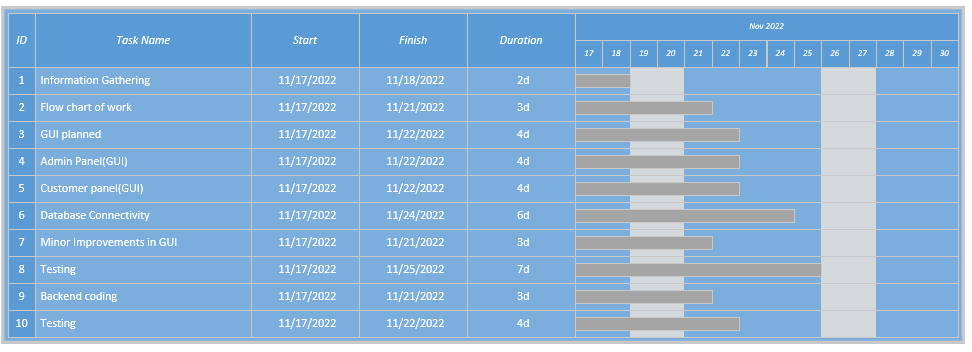 ID Task Name Start Finish Duration Nov 2022
17 18 19 20 21 22 23 24 25 26 27 28 29 30
1 Information Gathering 11/17/2022 11/18/2022 2d
2 Flow chart of work 11/17/2022 11/21/2022 3d
3 GUI planned 11/17/2022 11/22/2022 4d
4 Admin Panel(GUI) 11/17/2022 11/22/2022 4d
5 Customer panel(GUI) 11/17/2022 11/22/2022 4d
6 Database Connectivity 11/17/2022 11/24/2022 6d
7 Minor Improvements in GUI 11/17/2022 11/21/2022 3d
8 Testing 11/17/2022 11/25/2022 7d
9 Backend coding 11/17/2022 11/21/2022 3d
10 Testing 11/17/2022 11/22/2022 4d